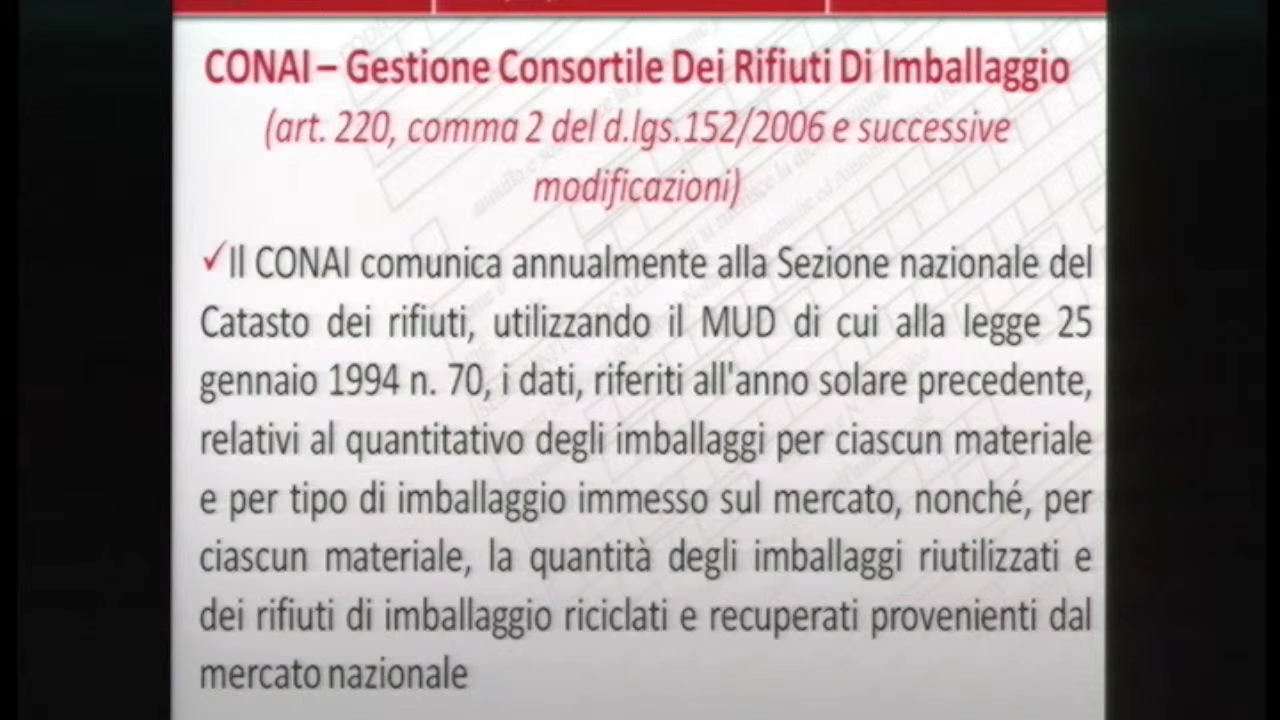 CONAI – Gestione Consortile Dei Rifiuti Di Imballaggio
(art. 220, comma 2 del d.lgs.152/2006 e successive
modificazioni)
✓Il CONAI comunica annualmente alla Sezione nazionale del
Catasto dei rifiuti, utilizzando il MUD di cui alla legge 25
gennaio 1994 n. 70, i dati, riferiti all'anno solare precedente,
relativi al quantitativo degli imballaggi per ciascun materiale
e per tipo di imballaggio immesso sul mercato, nonché, per
ciascun materiale, la quantità degli imballaggi riutilizzati e
dei rifiuti di imballaggio riciclati e recuperati provenienti dal
mercato nazionale